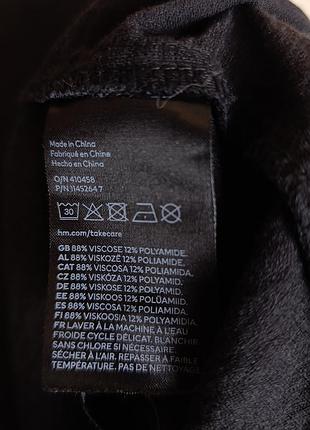 Made in China
Fabriqué en Chine
Hecho en China
O/N 410458
P/N 11452647
30
hm.com/takecare
GB 88% VISCOSE 12% POLYAMIDE.
AL 88% VISKOZË 12% POLIAMID.
CAT 88% VISCOSA 12% POLIAMIDA.
CZ 88% VISKÓZA 12% POLYAMID.
DE 88% VISKOSE 12% POLYAMID.
EE 88% VISKOOS 12% POLÜAMIID.
ES 88% VISCOSA 12% POLIAMIDA.
FI 88% VISKOOSIA 12% POLYAMIDIA.
FR LAVER À LA MACHINE À L'EAU
FROIDE CYCLE DÉLICAT. BLANCHIR
SANS CHLORE SI NÉCESSAIRE.
SÉCHER À L'AIR. REPASSER À FAIBLE
TEMPÉRATURE. PAS DE NETTOYAGE